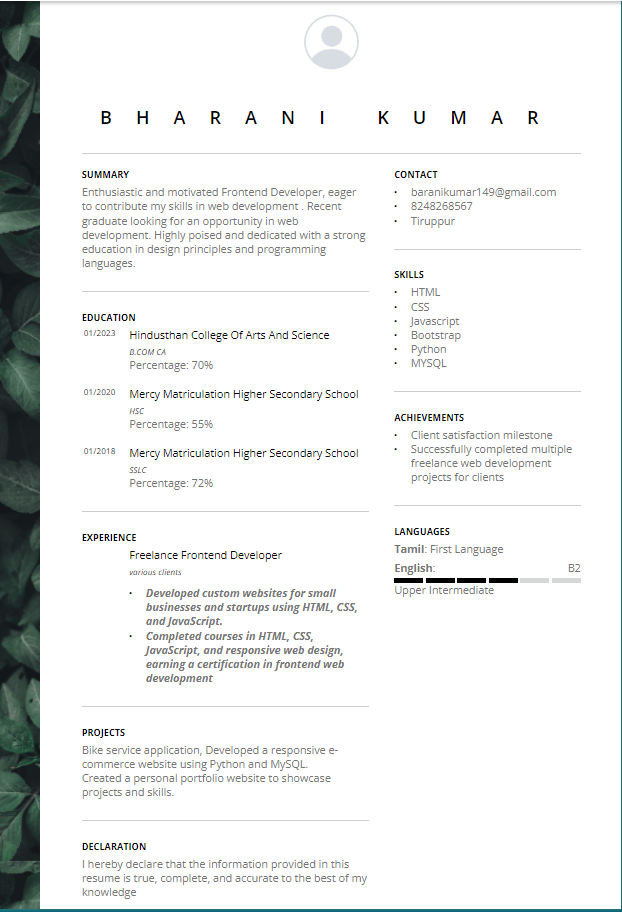 BHARANI KUMAR
SUMMARY
Enthusiastic and motivated Frontend Developer, eager
to contribute my skills in web development . Recent
graduate looking for an opportunity in web
development. Highly poised and dedicated with a strong
education in design principles and programming
languages.
EDUCATION
01/2023 Hindusthan College Of Arts And Science
B.COM CA
Percentage: 70%
01/2020 Mercy Matriculation Higher Secondary School
HSC
Percentage: 55%
01/2018 Mercy Matriculation Higher Secondary School
SSLC
Percentage: 72%
EXPERIENCE
Freelance Frontend Developer
various clients
• Developed custom websites for small
businesses and startups using HTML, CSS,
and JavaScript.
• Completed courses in HTML, CSS,
JavaScript, and responsive web design,
earning a certification in frontend web
development
PROJECTS
Bike service application, Developed a responsive e-
commerce website using Python and MySQL.
Created a personal portfolio website to showcase
projects and skills.
DECLARATION
I hereby declare that the information provided in this
resume is true, complete, and accurate to the best of my
knowledge
CONTACT
• baranikumar149@gmail.com
• 8248268567
• Tiruppur
SKILLS
• HTML
• CSS
• Javascript
• Bootstrap
• Python
• MYSQL
ACHIEVEMENTS
• Client satisfaction milestone
• Successfully completed multiple
freelance web development
projects for clients
LANGUAGES
Tamil: First Language
English: B2
Upper Intermediate